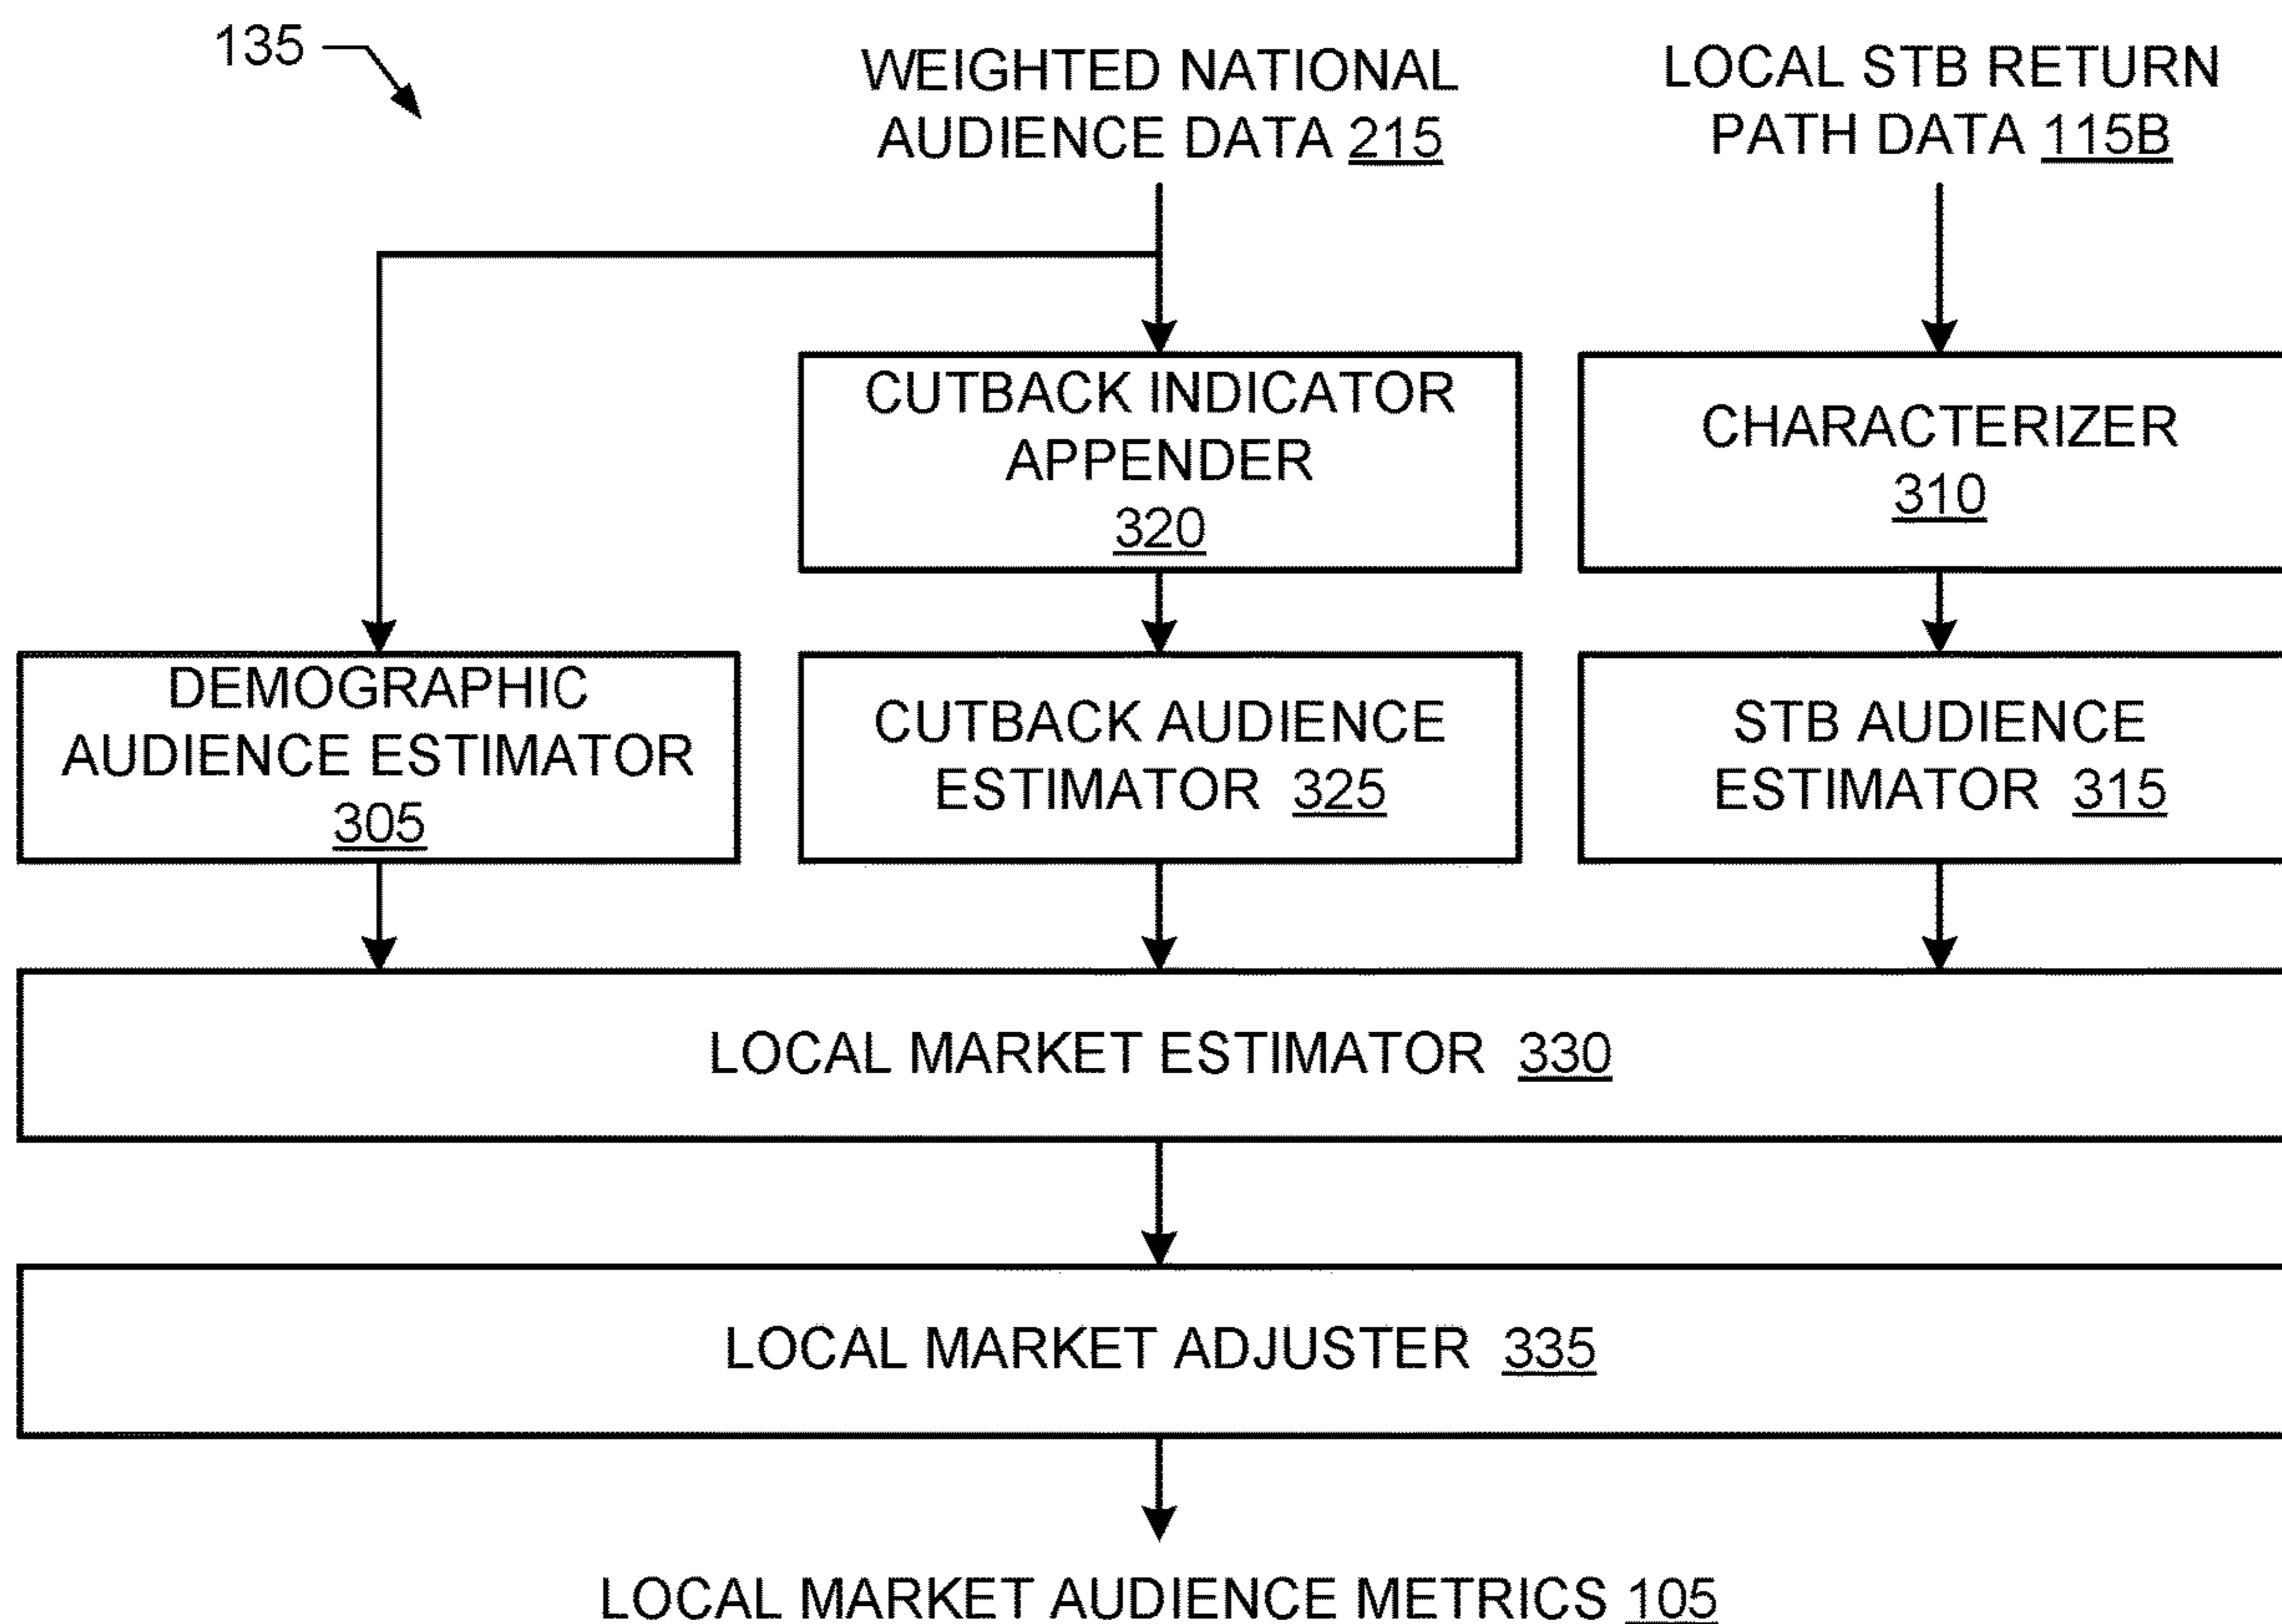 135
WEIGHTED NATIONAL
AUDIENCE DATA 215
LOCAL STB RETURN
PATH DATA 115B
CUTBACK INDICATOR
APPENDER
320
CHARACTERIZER
310
DEMOGRAPHIC
AUDIENCE ESTIMATOR
305
CUTBACK AUDIENCE
ESTIMATOR 325
STB AUDIENCE
ESTIMATOR 315
LOCAL MARKET ESTIMATOR 330
LOCAL MARKET ADJUSTER 335
LOCAL MARKET AUDIENCE METRICS 105